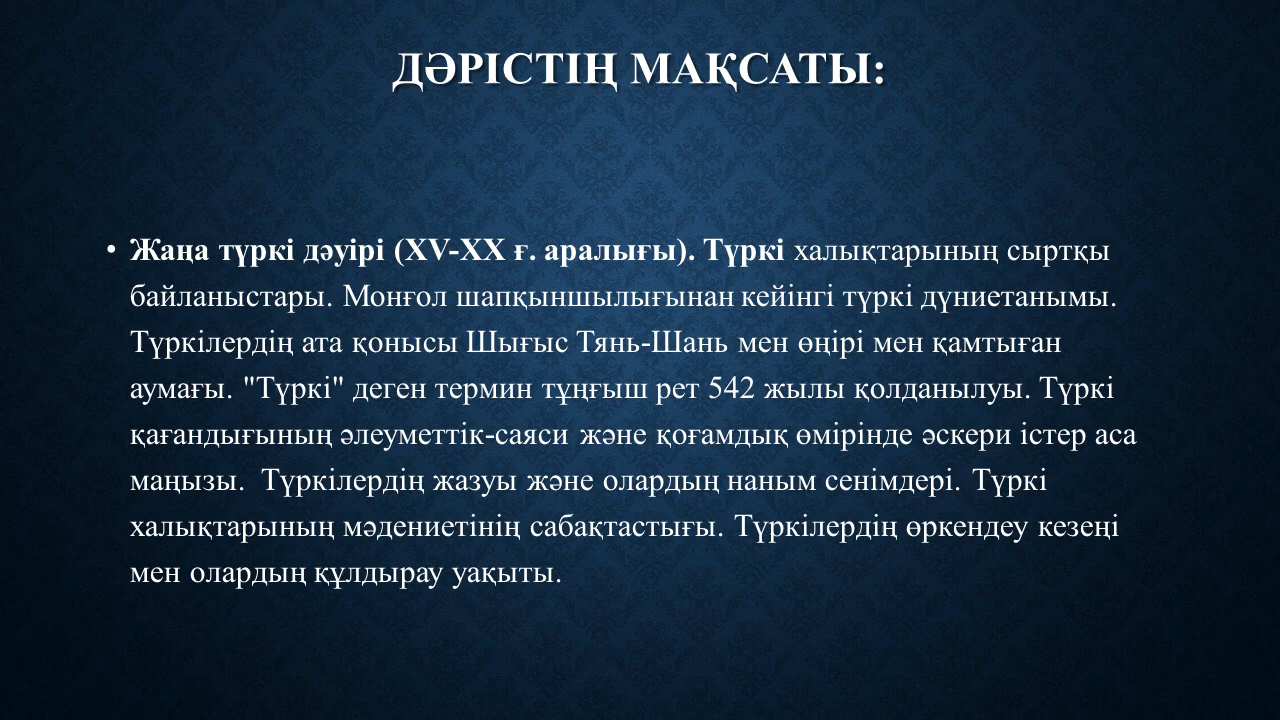 ДӘРІСТІҢ МАҚСАТЫ:
• Жаңа түркі дәуірі (XV-XX ғ. аралығы). Түркі халықтарының сыртқы
байланыстары. Монғол шапқыншылығынан кейінгі түркі дүниетанымы.
Түркілердің ата қонысы Шығыс Тянь-Шань мен өңірі мен қамтыған
аумағы. "Түркі" деген термин тұңғыш рет 542 жылы қолданылуы. Түркі
қағандығының әлеуметтік-саяси және қоғамдық өмірінде әскери істер аса
маңызы. Түркілердің жазуы және олардың наным сенімдері. Түркі
халықтарының мәдениетінің сабақтастығы. Түркілердің өркендеу кезеңі
мен олардың құлдырау уақыты.